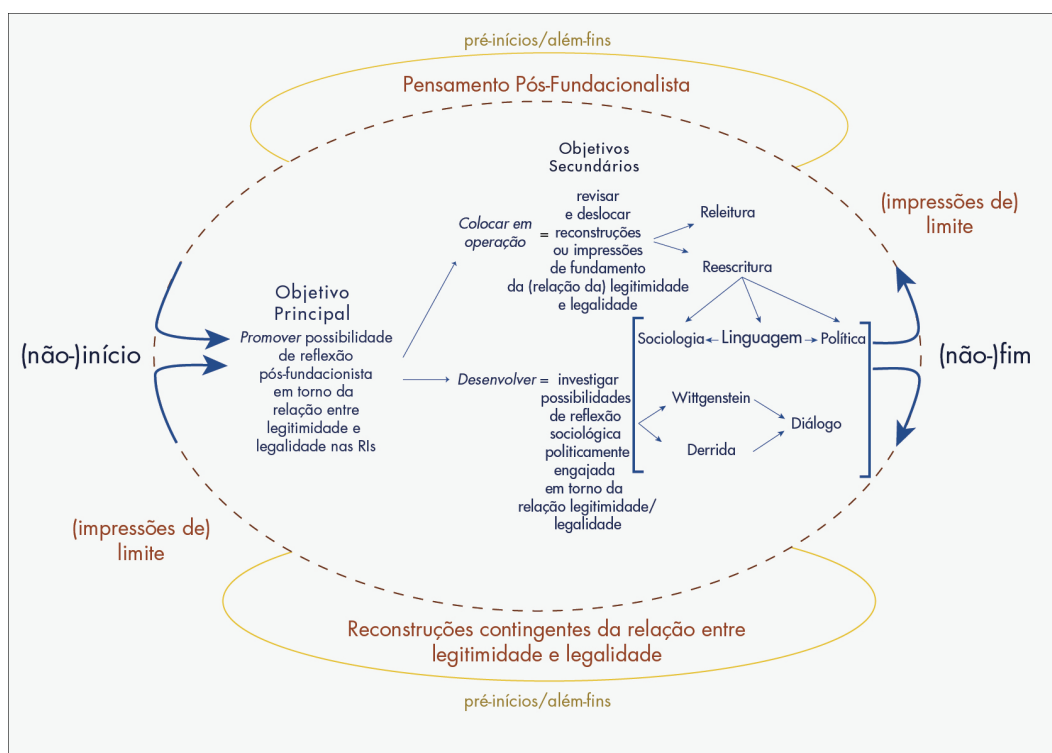 pré-inícios/além-fins
Pensamento Pós-Fundacionalista
Objetivos
Secundários
(impressões de)
limite
revisar
e deslocar
reconstruções
ou impressões
de fundamento
da (relação da) legitimidade
e legalidade
Colocar em
operação =
Releitura
Reescritura
Objetivo
Principal
Promover possibilidade
de reflexão
pós-fundacionista
em torno da
relação entre
legitimidade e
legalidade nas RIs
(não-)início
Sociologia
Linguagem
Política
(não-)fim
Desenvolver = investigar
possibilidades
de reflexão
sociológica
politicamente
engajada
em torno da
relação legitimidade/
legalidade
Wittgenstein
Derrida
Diálogo
(impressões de)
limite
Reconstruções contingentes da relação entre
legitimidade e legalidade
pré-inícios/além-fins